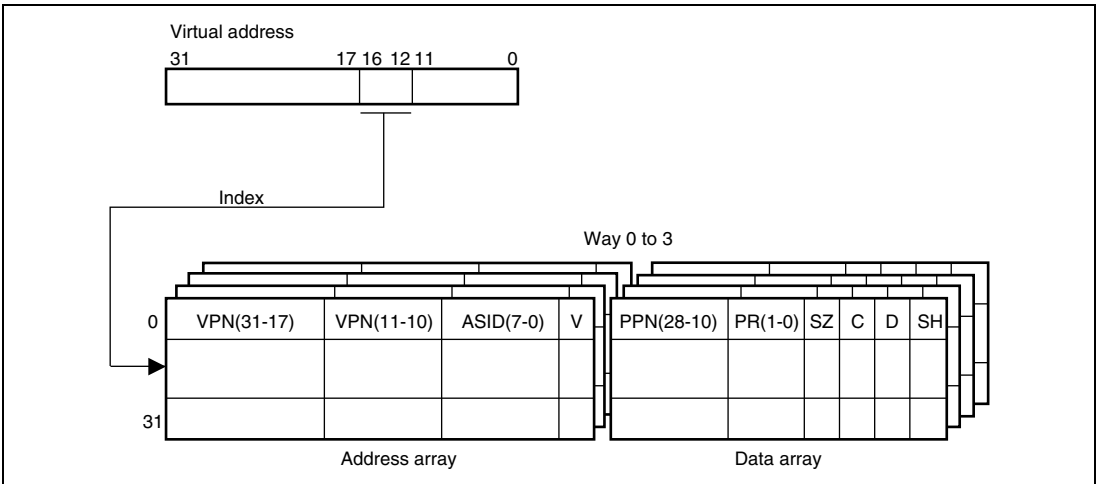 Virtual address
31 17 16 12 11 0
Index
Way 0 to 3
0 VPN(31-17) VPN(11-10) ASID(7-0) V PPN(28-10) PR(1-0) SZ C D SH
31
Address array Data array